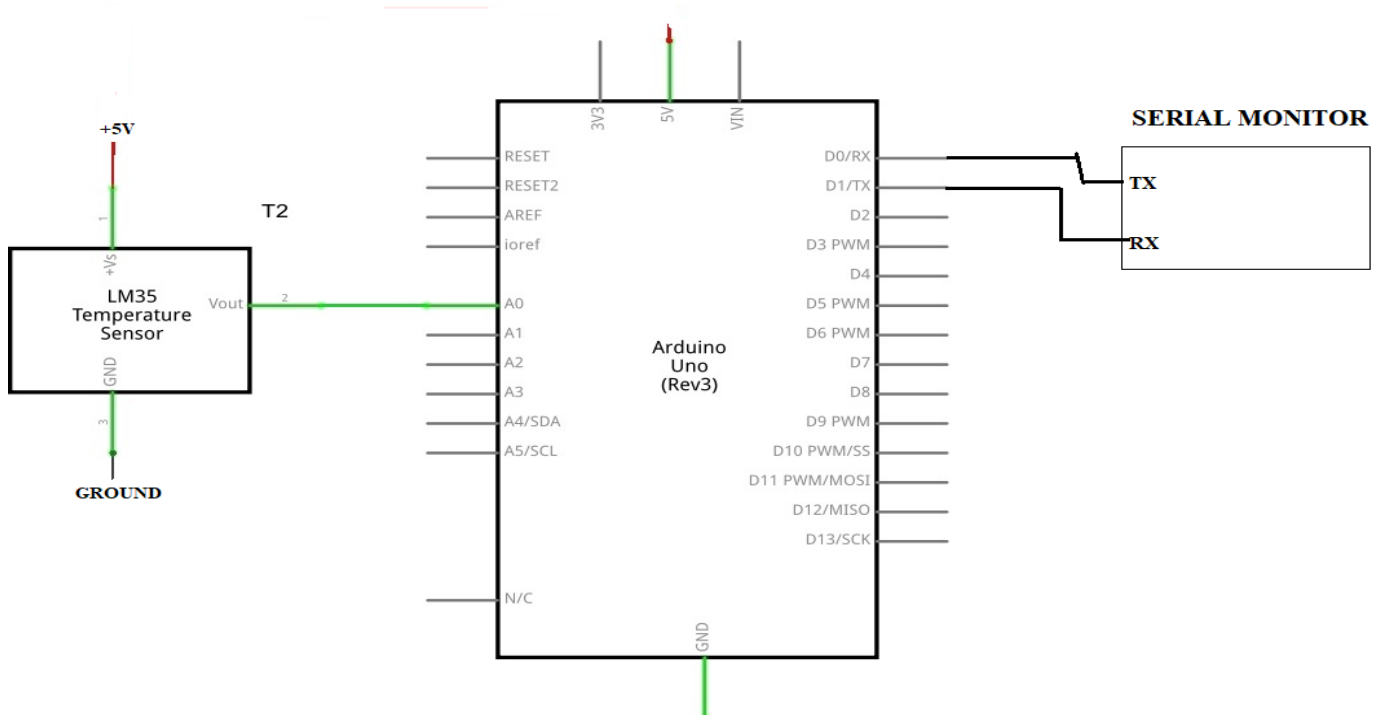 +5V
1
+Vs
T2
LM35
Temperature
Sensor
Vout
2
GND
3
GROUND
3V3
5V
VIN
RESET
RESET2
AREF
ioref
A0
A1
A2
A3
A4/SDA
A5/SCL
N/C
Arduino
Uno
(Rev3)
D0/RX
D1/TX
D2
D3 PWM
D4
D5 PWM
D6 PWM
D7
D8
D9 PWM
D10 PWM/SS
D11 PWM/MOSI
D12/MISO
D13/SCK
GND
SERIAL MONITOR
TX
RX